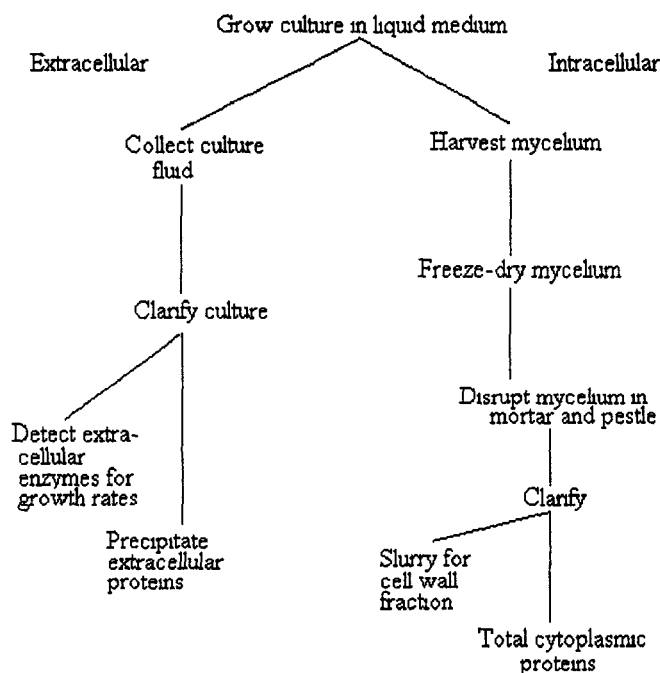 Grow culture in liquid medium
Extracellular
Intracellular
Collect culture
fluid
Harvest mycelium
Freeze-dry mycelium
Clarify culture
Disrupt mycelium in
mortar and pestle
Detect extra-
cellular
enzymes for
growth rates
Clarify
Precipitate
extracellular
proteins
Slurry for
cell wall
fraction
Total cytoplasmic
proteins